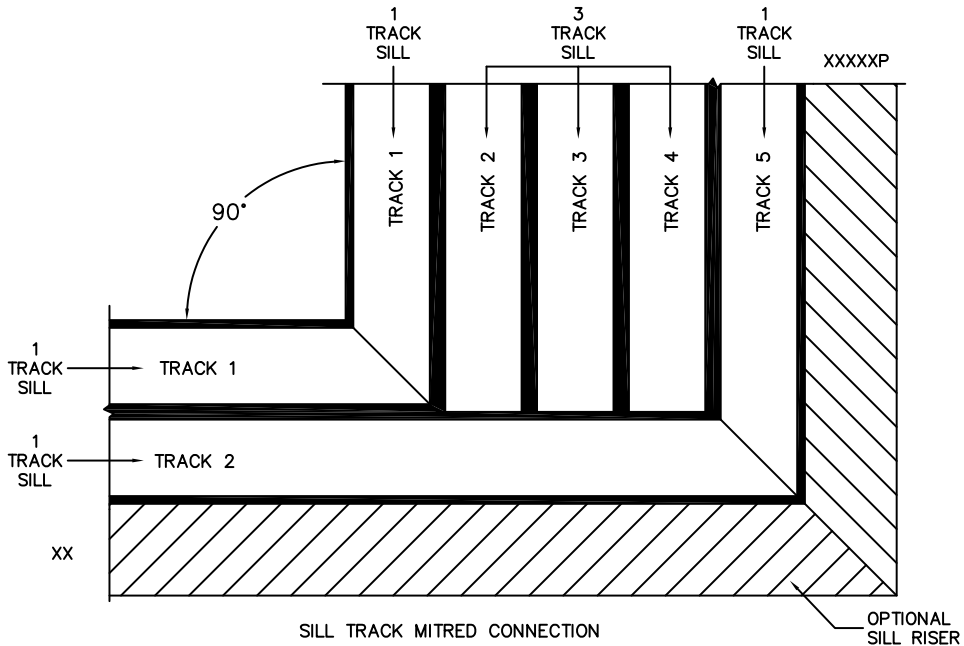 1
TRACK
SILL
3
TRACK
SILL
1
TRACK
SILL
XXXXXP
TRACK 1
TRACK 2
TRACK 3
TRACK 4
TRACK 5
90°
1
TRACK
SILL
TRACK 1
1
TRACK
SILL
TRACK 2
XX
SILL TRACK MITRED CONNECTION
OPTIONAL
SILL RISER